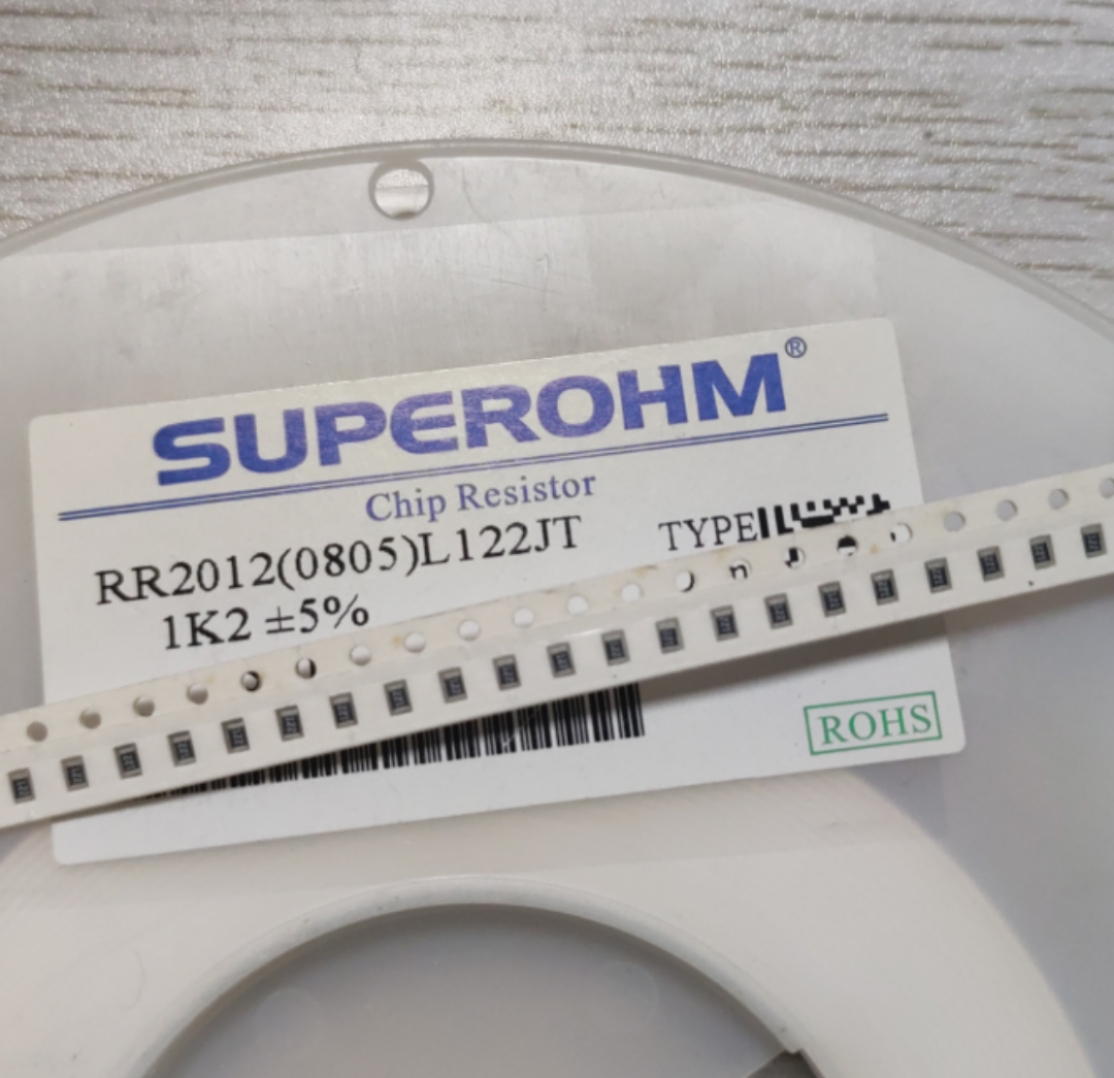 SUPEROHM®
Chip Resistor
RR2012(0805)L122JT TYPE
1K2 ±5%
ROHS